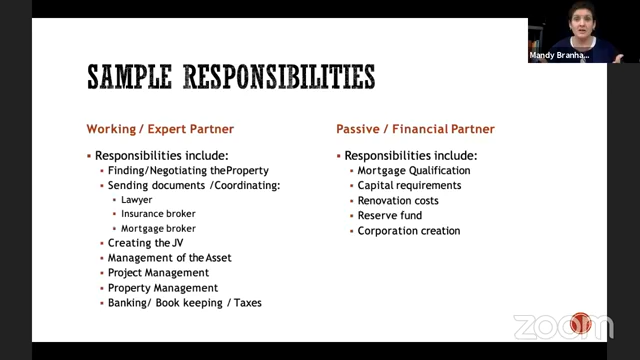 Mandy Branha...
SAMPLE RESPONSIBILITIES
Working / Expert Partner
▪ Responsibilities include:
▪ Finding/Negotiating theProperty
▪ Sending documents /Coordinating:
▪ Lawyer
▪ Insurance broker
▪ Mortgage broker
▪ Creating the JV
▪ Management of the Asset
▪ Project Management
▪ Property Management
▪ Banking/ Book keeping / Taxes
Passive / Financial Partner
▪ Responsibilities include:
▪ Mortgage Qualification
▪ Capital requirements
▪ Renovation costs
▪ Reserve fund
▪ Corporation creation
zoom